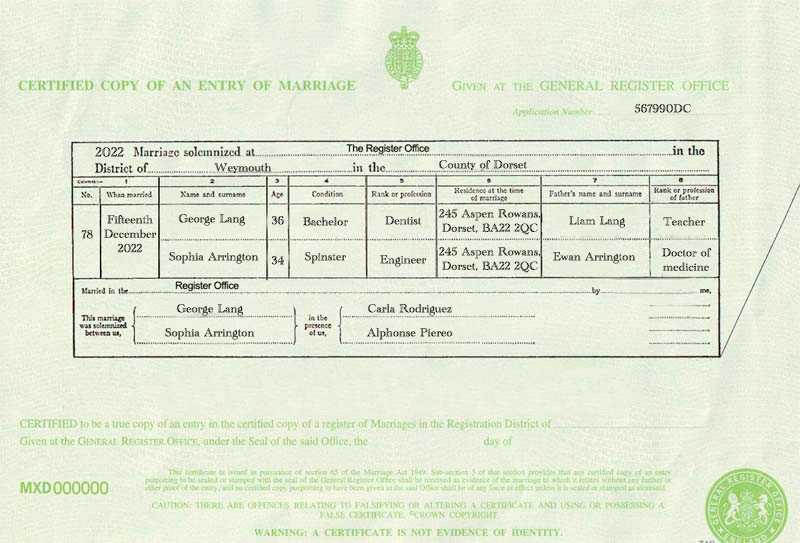 CERTIFIED COPY OF AN ENTRY OF MARRIAGE
GIVEN AT THE GENERAL REGISTER OFFICE
Application Number 567990DC
2022 Marriage solemnized at The Register Office in the
District of Weymouth in the County of Dorset
Columns:— 1 2 3 4 5 6 7 8
No. When married Name and surname Age Condition Rank or profession Residence at the time of marriage Father's name and surname Rank or profession of father
78 Fifteenth December 2022 George Lang 36 Bachelor Dentist 245 Aspen Rowans, Dorset, BA22 2QC Liam Lang Teacher
Sophia Arrington 34 Spinster Engineer 245 Aspen Rowans, Dorset, BA22 2QC Ewan Arrington Doctor of medicine
Married in the Register Office by me,
This marriage was solemnized between us,
George Lang
Sophia Arrington
in the presence of us,
Carla Rodriguez
Alphonse Piereo
CERTIFIED to be a true copy of an entry in the certified copy of a register of Marriages in the Registration District of
Given at the GENERAL REGISTER OFFICE, under the Seal of the said Office, the day of
MXD000000
This certificate is issued in pursuance of section 65 of the Marriage Act 1949. Sub-section 3 of that section provides that any certified copy of an entry
purporting to be sealed or stamped with the seal of the General Register Office shall be received as evidence of the marriage to which it relates without any further or
other proof of the entry, and no certified copy purporting to have been given in the said Office shall be of any force or effect unless it is sealed or stamped as aforesaid.
CAUTION: THERE ARE OFFENCES RELATING TO FALSIFYING OR ALTERING A CERTIFICATE AND USING OR POSSESSING A
FALSE CERTIFICATE. ©CROWN COPYRIGHT
WARNING: A CERTIFICATE IS NOT EVIDENCE OF IDENTITY.
GENERAL REGISTER OFFICE
ENGLAND